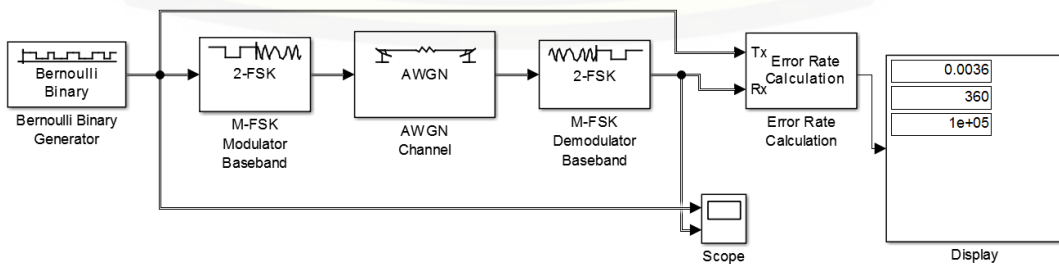 Bernoulli
Binary
Bernoulli Binary
Generator
2-FSK
M-FSK
Modulator
Baseband
AWGN
AWGN
Channel
2-FSK
M-FSK
Demodulator
Baseband
Tx
Rx
Error Rate
Calculation
Error Rate
Calculation
0.0036
360
1e+05
Display
Scope